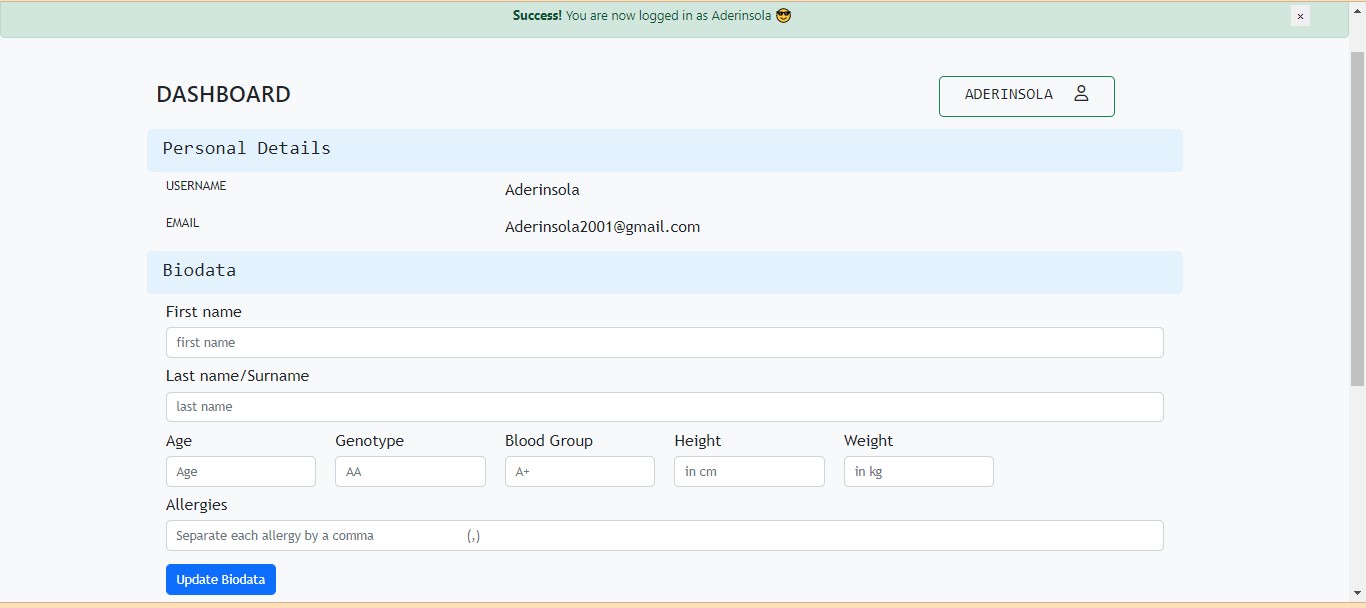 Success! You are now logged in as Aderinsola 😎
×
DASHBOARD
ADERINSOLA
Personal Details
USERNAME Aderinsola
EMAIL Aderinsola2001@gmail.com
Biodata
First name
first name
Last name/Surname
last name
Age Genotype Blood Group Height Weight
Age AA A+ in cm in kg
Allergies
Separate each allergy by a comma (,)
Update Biodata